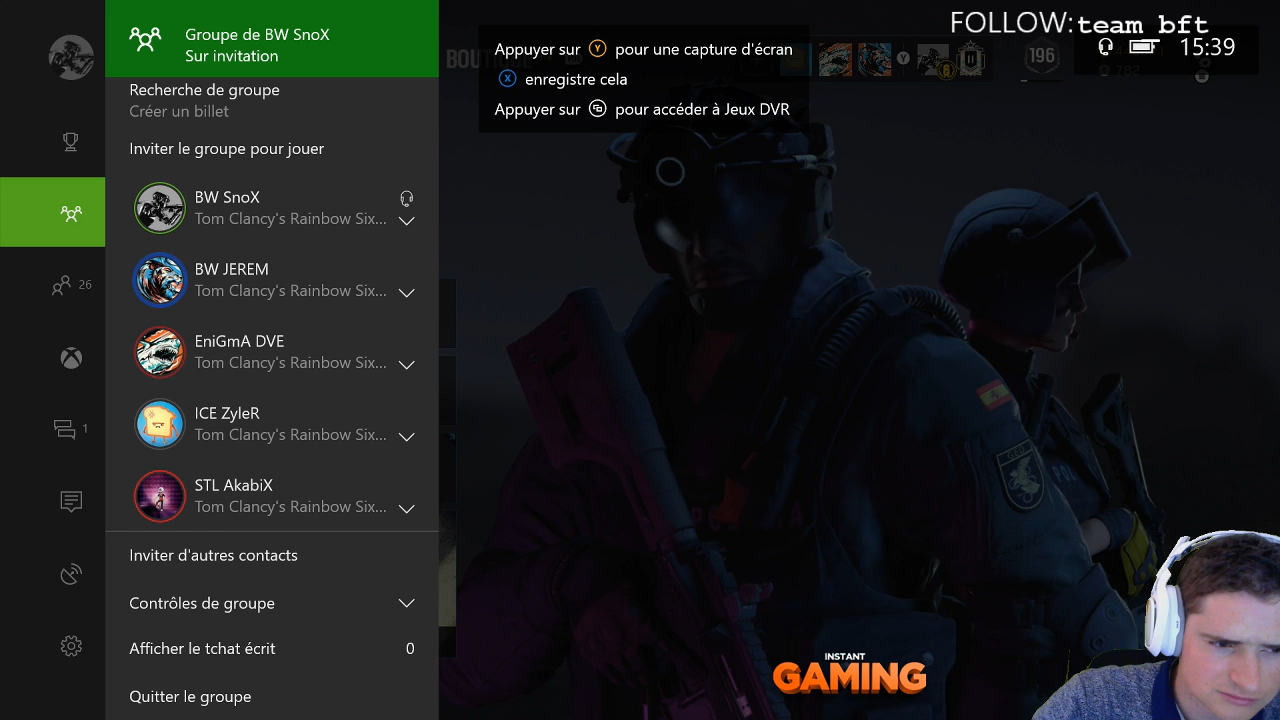 Groupe de BW SnoX
Sur invitation
Recherche de groupe
Créer un billet
Inviter le groupe pour jouer
BW SnoX
Tom Clancy's Rainbow Six...
BW JEREM
Tom Clancy's Rainbow Six...
EniGmA DVE
Tom Clancy's Rainbow Six...
ICE ZyleR
Tom Clancy's Rainbow Six...
STL AkabiX
Tom Clancy's Rainbow Six...
Inviter d'autres contacts
Contrôles de groupe
Afficher le tchat écrit 0
Quitter le groupe
26
1
Appuyer sur Y pour une capture d'écran
X enregistre cela
Appuyer sur pour accéder à Jeux DVR
FOLLOW:team bft
15:39
196
Y
GEO
INSTANT
GAMING